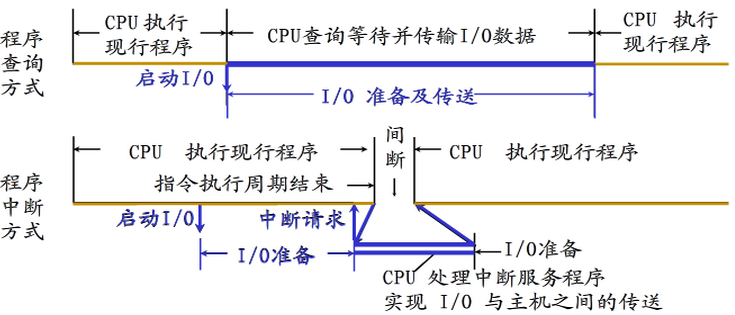 程序
查询
方式
CPU 执行
现行程序
CPU查询等待并传输I/O数据
CPU 执行
现行程序
启动I/O
I/O 准备及传送
程序
中断
方式
CPU 执行现行程序
间
断
CPU 执行现行程序
指令执行周期结束
启动I/O
中断请求
I/O准备
I/O准备
CPU 处理中断服务程序
实现 I/O 与主机之间的传送